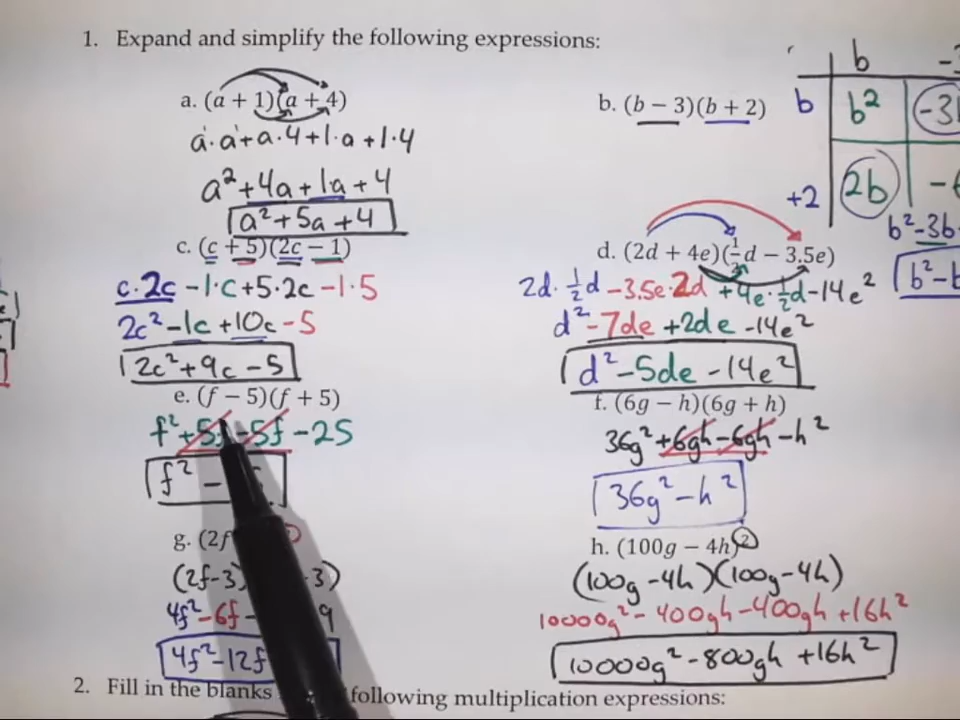 1. Expand and simplify the following expressions:
a. (a + 1)(a + 4)
a·a+a·4+1·a+1·4
a²+4a+1a+4
a²+5a+4
b. (b − 3)(b + 2)
b
b b²
+2 2b
b²-3b
c. (c + 5)(2c − 1)
c·2c -1·c+5·2c-1·5
2c²-1c+10c-5
2c²+9c-5
d. (2d + 4e)(½d − 3.5e)
2d·½d -3.5e·2d +4e·½d-14e²
d²-7de+2de-14e²
d²-5de-14e²
e. (f − 5)(f + 5)
f²+5f-5f-25
f² -
f. (6g − h)(6g + h)
36g²+6gh-6gh-h²
36g²-h²
g. (2f
(2f-3) -3)
4f²-6f- 9
4f²-12f
h. (100g − 4h)²
(100g-4h)(100g-4h)
10000g²-400gh-400gh+16h²
10000g²-800gh+16h²
2. Fill in the blanks following multiplication expressions: